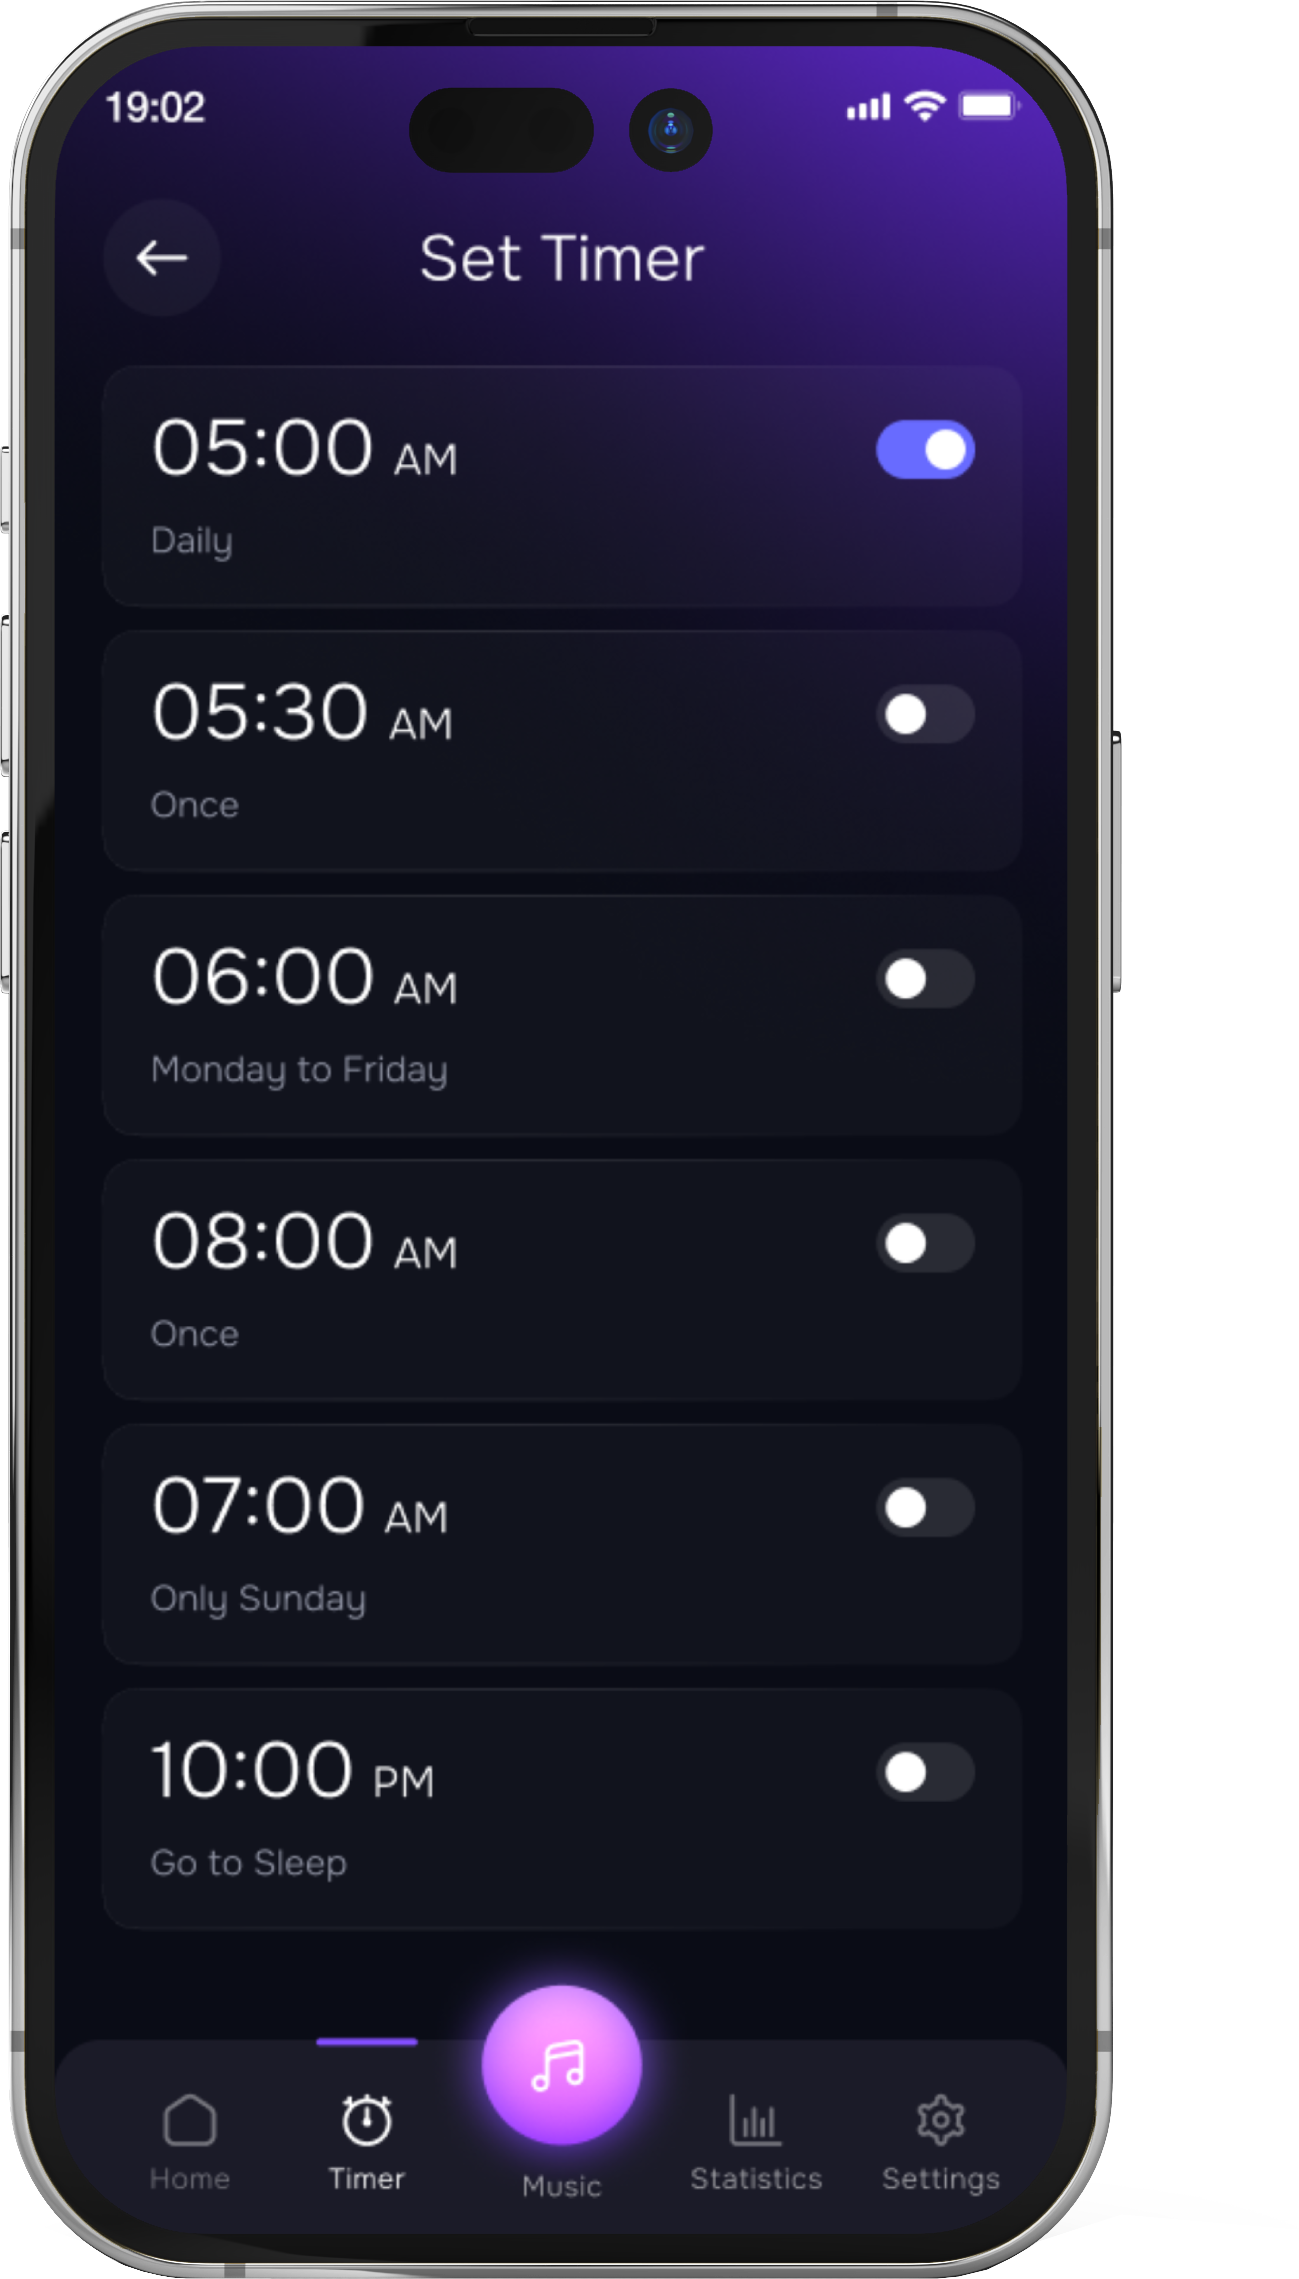 19:02
Set Timer
05:00 AM
Daily
05:30 AM
Once
06:00 AM
Monday to Friday
08:00 AM
Once
07:00 AM
Only Sunday
10:00 PM
Go to Sleep
Home Timer Music Statistics Settings